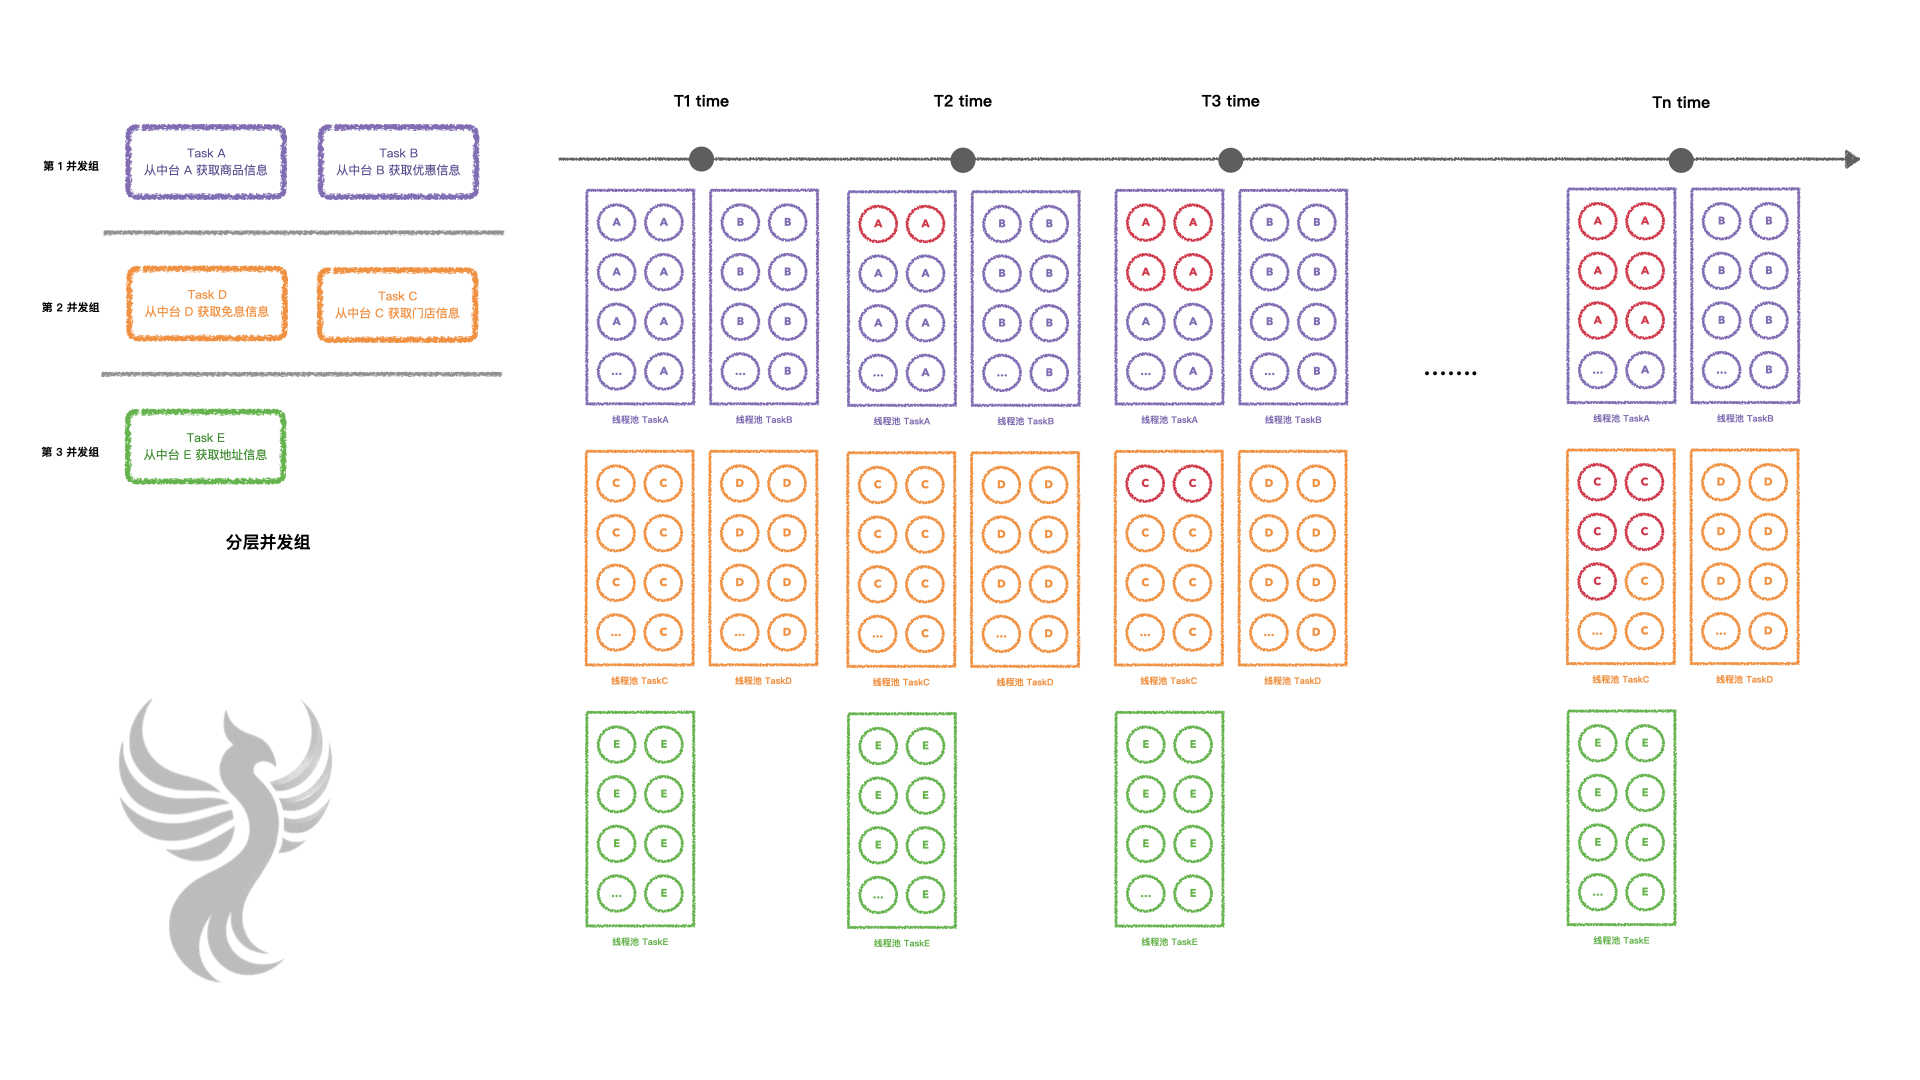 T1 time
T2 time
T3 time
Tn time
第 1 并发组
Task A
从中台 A 获取商品信息
Task B
从中台 B 获取优惠信息
第 2 并发组
Task D
从中台 D 获取免息信息
Task C
从中台 C 获取门店信息
第 3 并发组
Task E
从中台 E 获取地址信息
分层并发组
A A B B A A B B A A B B A A B B
A A B B A A B B A A B B A A B B
A A B B A A B B A A B B A A B B
... A ... B ... A ... B ... A ... B ... A ... B
.......
线程池 TaskA 线程池 TaskB 线程池 TaskA 线程池 TaskB 线程池 TaskA 线程池 TaskB 线程池 TaskA 线程池 TaskB
C C D D C C D D C C D D C C D D
C C D D C C D D C C D D C C D D
C C D D C C D D C C D D C C D D
... C ... D ... C ... D ... C ... D ... C ... D
线程池 TaskC 线程池 TaskD 线程池 TaskC 线程池 TaskD 线程池 TaskC 线程池 TaskD 线程池 TaskC 线程池 TaskD
E E E E E E E E
E E E E E E E E
E E E E E E E E
... E ... E ... E ... E
线程池 TaskE 线程池 TaskE 线程池 TaskE 线程池 TaskE